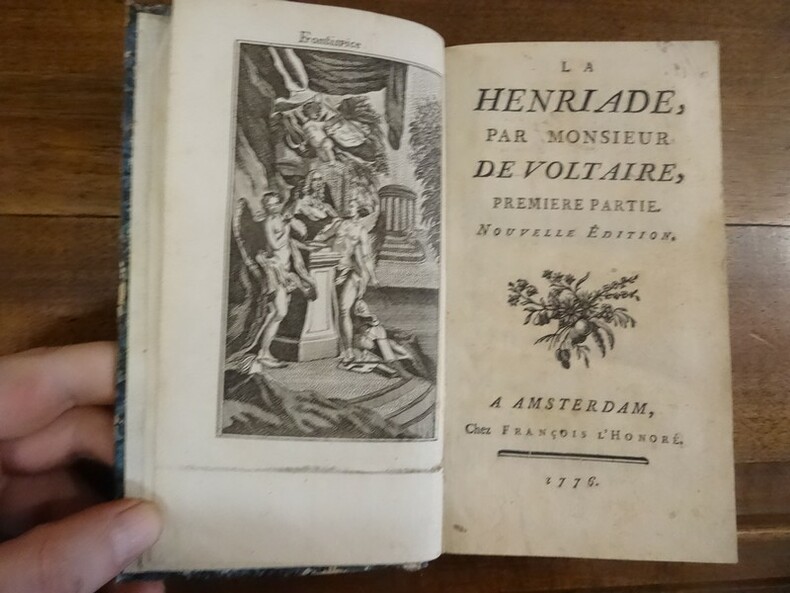 Frontispice
LA
HENRIADE,
PAR MONSIEUR
DE VOLTAIRE,
PREMIERE PARTIE.
NOUVELLE ÉDITION.
A AMSTERDAM,
Chez FRANÇOIS L'HONORÉ.
1776.